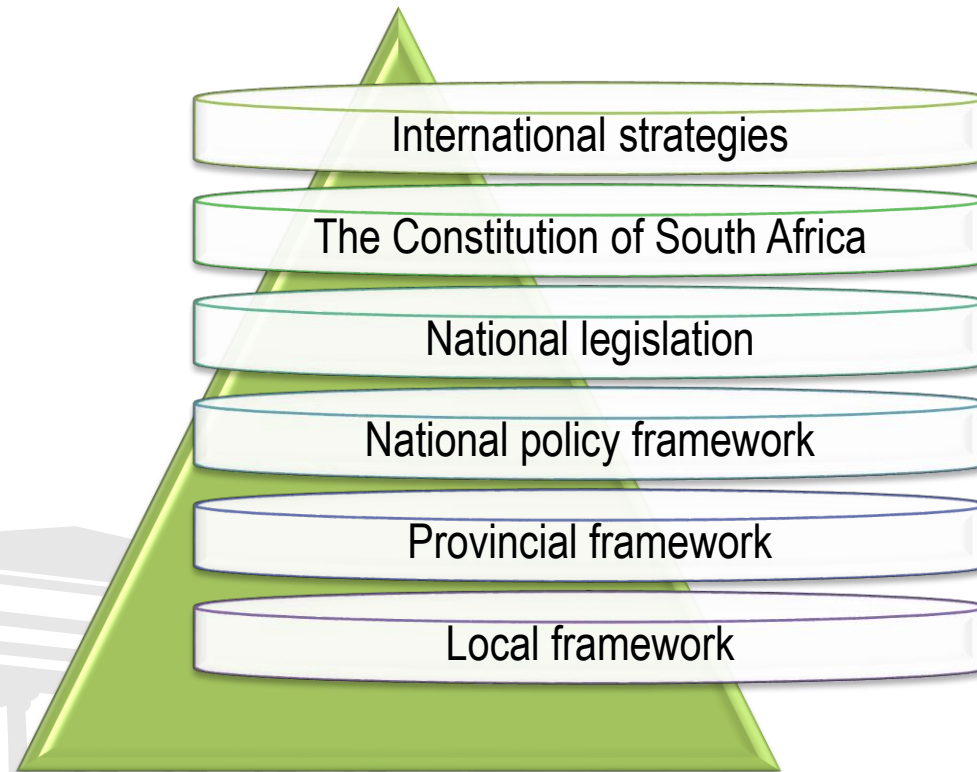 International strategies
The Constitution of South Africa
National legislation
National policy framework
Provincial framework
Local framework